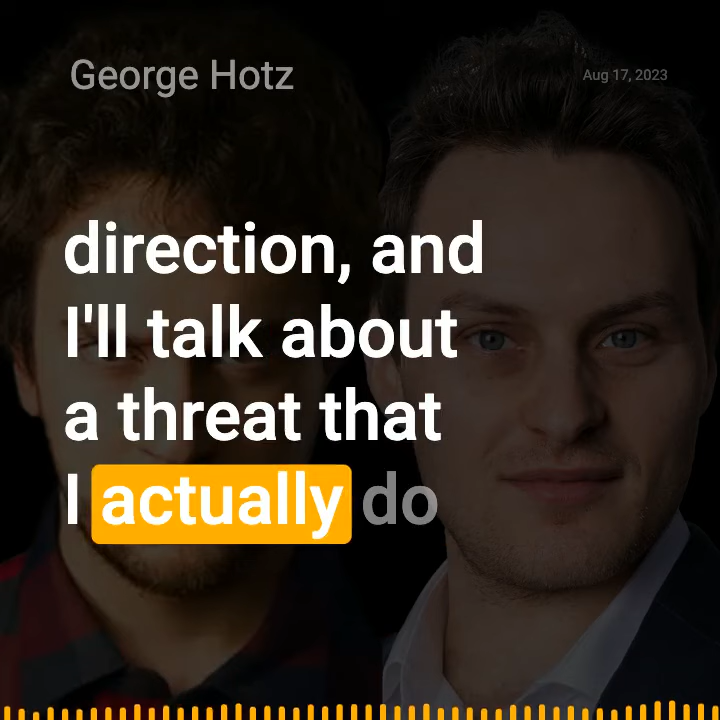 George Hotz
Aug 17, 2023
direction, and
I'll talk about
a threat that
I actually do